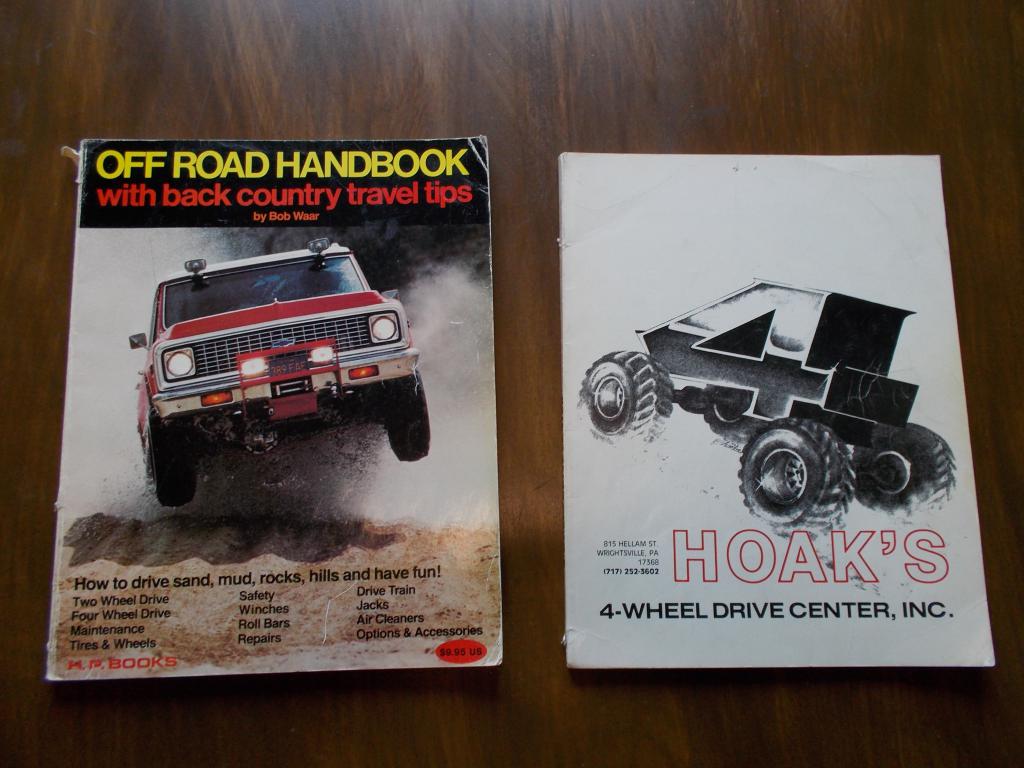 OFF ROAD HANDBOOK
with back country travel tips
by Bob Waar
789 FAF
How to drive sand, mud, rocks, hills and have fun!
Two Wheel Drive
Four Wheel Drive
Maintenance
Tires & Wheels
Safety
Winches
Roll Bars
Repairs
Drive Train
Jacks
Air Cleaners
Options & Accessories
H.P. BOOKS
$9.95 US
4
815 HELLAM ST.
WRIGHTSVILLE, PA
17368
(717) 252-3602
HOAK'S
4-WHEEL DRIVE CENTER, INC.